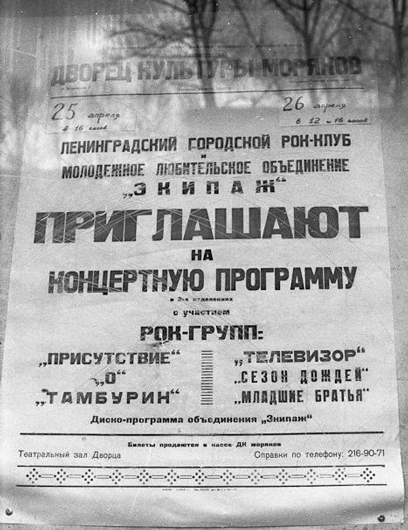 ДВОРЕЦ КУЛЬТУРЫ МОРЯКОВ
25 апреля
в 16 часов
26 апреля
в 12 и 16 часов
ЛЕНИНГРАДСКИЙ ГОРОДСКОЙ РОК-КЛУБ
и
МОЛОДЕЖНОЕ ЛЮБИТЕЛЬСКОЕ ОБЪЕДИНЕНИЕ
„ЭКИПАЖ“
ПРИГЛАШАЮТ
НА
КОНЦЕРТНУЮ ПРОГРАММУ
в 2-х отделениях
с участием
РОК-ГРУПП:
„ПРИСУТСТВИЕ“
„О“
„ТАМБУРИН“
„ТЕЛЕВИЗОР“
„СЕЗОН ДОЖДЕЙ“
„МЛАДШИЕ БРАТЬЯ“
Диско-программа объединения „Экипаж“
Билеты продаются в кассе ДК моряков
Театральный зал Дворца
Справки по телефону: 216-90-71